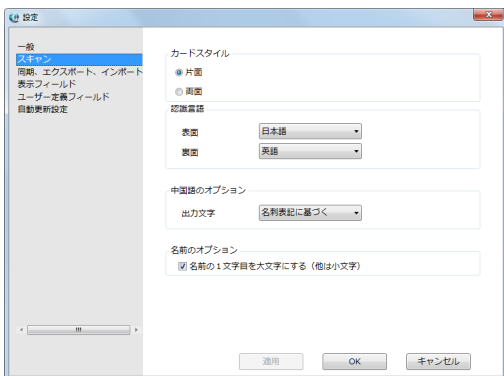 設定
一般
スキャン
同期、エクスポート、インポート
表示フィールド
ユーザー定義フィールド
自動更新設定
カードスタイル
片面
両面
認識言語
表面 日本語
裏面 英語
中国語のオプション
出力文字 名刺表記に基づく
名前のオプション
名前の1文字目を大文字にする（他は小文字）
適用 OK キャンセル